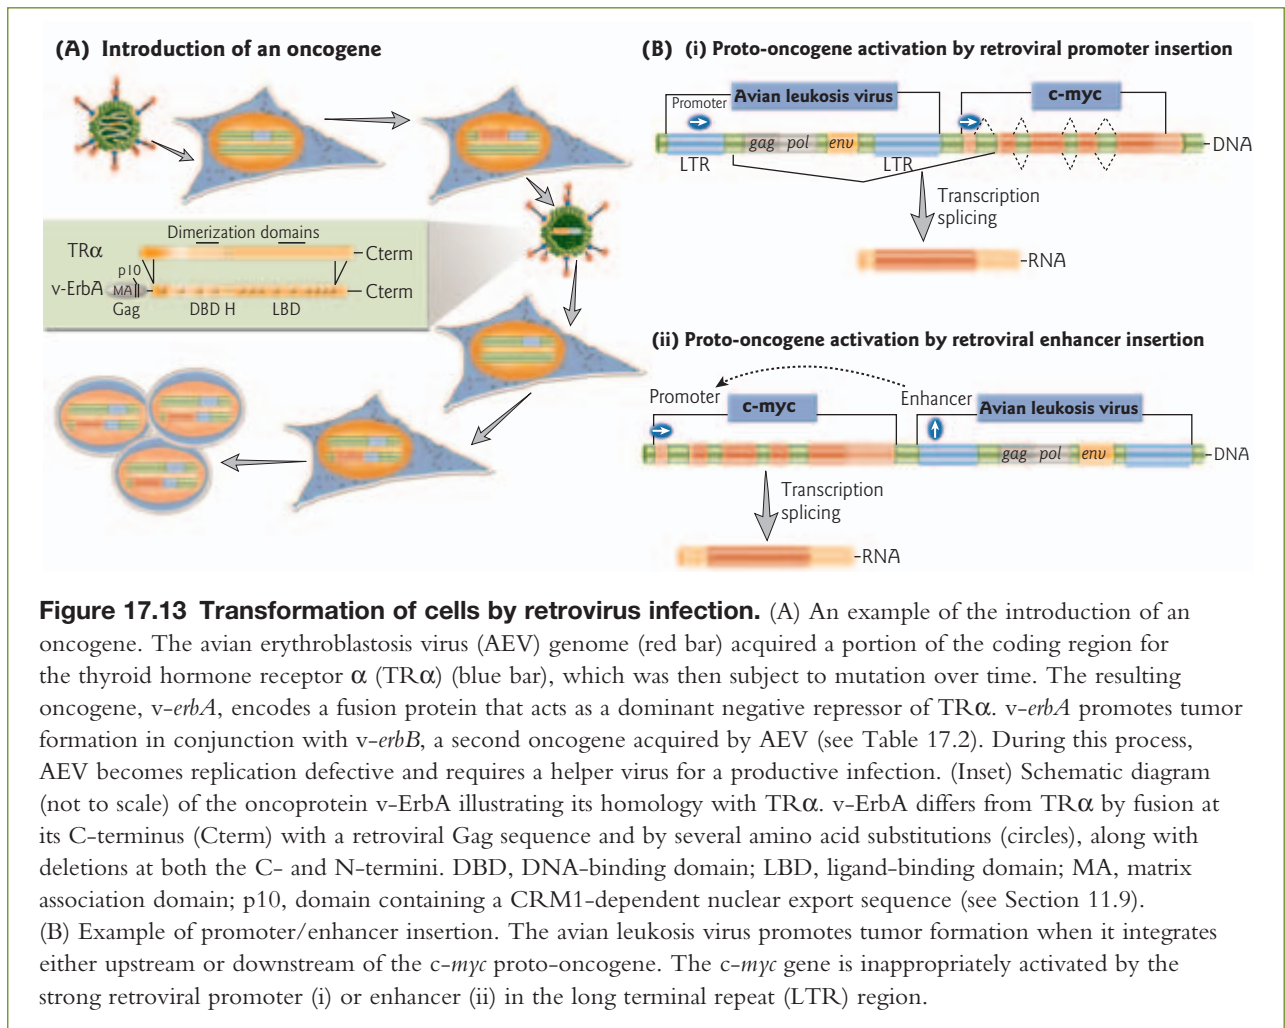 (A) Introduction of an oncogene
Dimerization domains
TRα
Cterm
p10
v-ErbA
MA
Cterm
Gag
DBD H
LBD
(B) (i) Proto-oncogene activation by retroviral promoter insertion
Promoter
Avian leukosis virus
c-myc
gag pol env
DNA
LTR
LTR
Transcription
splicing
RNA
(ii) Proto-oncogene activation by retroviral enhancer insertion
Promoter
c-myc
Enhancer
Avian leukosis virus
gag pol env
DNA
Transcription
splicing
RNA
Figure 17.13 Transformation of cells by retrovirus infection. (A) An example of the introduction of an
oncogene. The avian erythroblastosis virus (AEV) genome (red bar) acquired a portion of the coding region for
the thyroid hormone receptor α (TRα) (blue bar), which was then subject to mutation over time. The resulting
oncogene, v-erbA, encodes a fusion protein that acts as a dominant negative repressor of TRα. v-erbA promotes tumor
formation in conjunction with v-erbB, a second oncogene acquired by AEV (see Table 17.2). During this process,
AEV becomes replication defective and requires a helper virus for a productive infection. (Inset) Schematic diagram
(not to scale) of the oncoprotein v-ErbA illustrating its homology with TRα. v-ErbA differs from TRα by fusion at
its C-terminus (Cterm) with a retroviral Gag sequence and by several amino acid substitutions (circles), along with
deletions at both the C- and N-termini. DBD, DNA-binding domain; LBD, ligand-binding domain; MA, matrix
association domain; p10, domain containing a CRM1-dependent nuclear export sequence (see Section 11.9).
(B) Example of promoter/enhancer insertion. The avian leukosis virus promotes tumor formation when it integrates
either upstream or downstream of the c-myc proto-oncogene. The c-myc gene is inappropriately activated by the
strong retroviral promoter (i) or enhancer (ii) in the long terminal repeat (LTR) region.